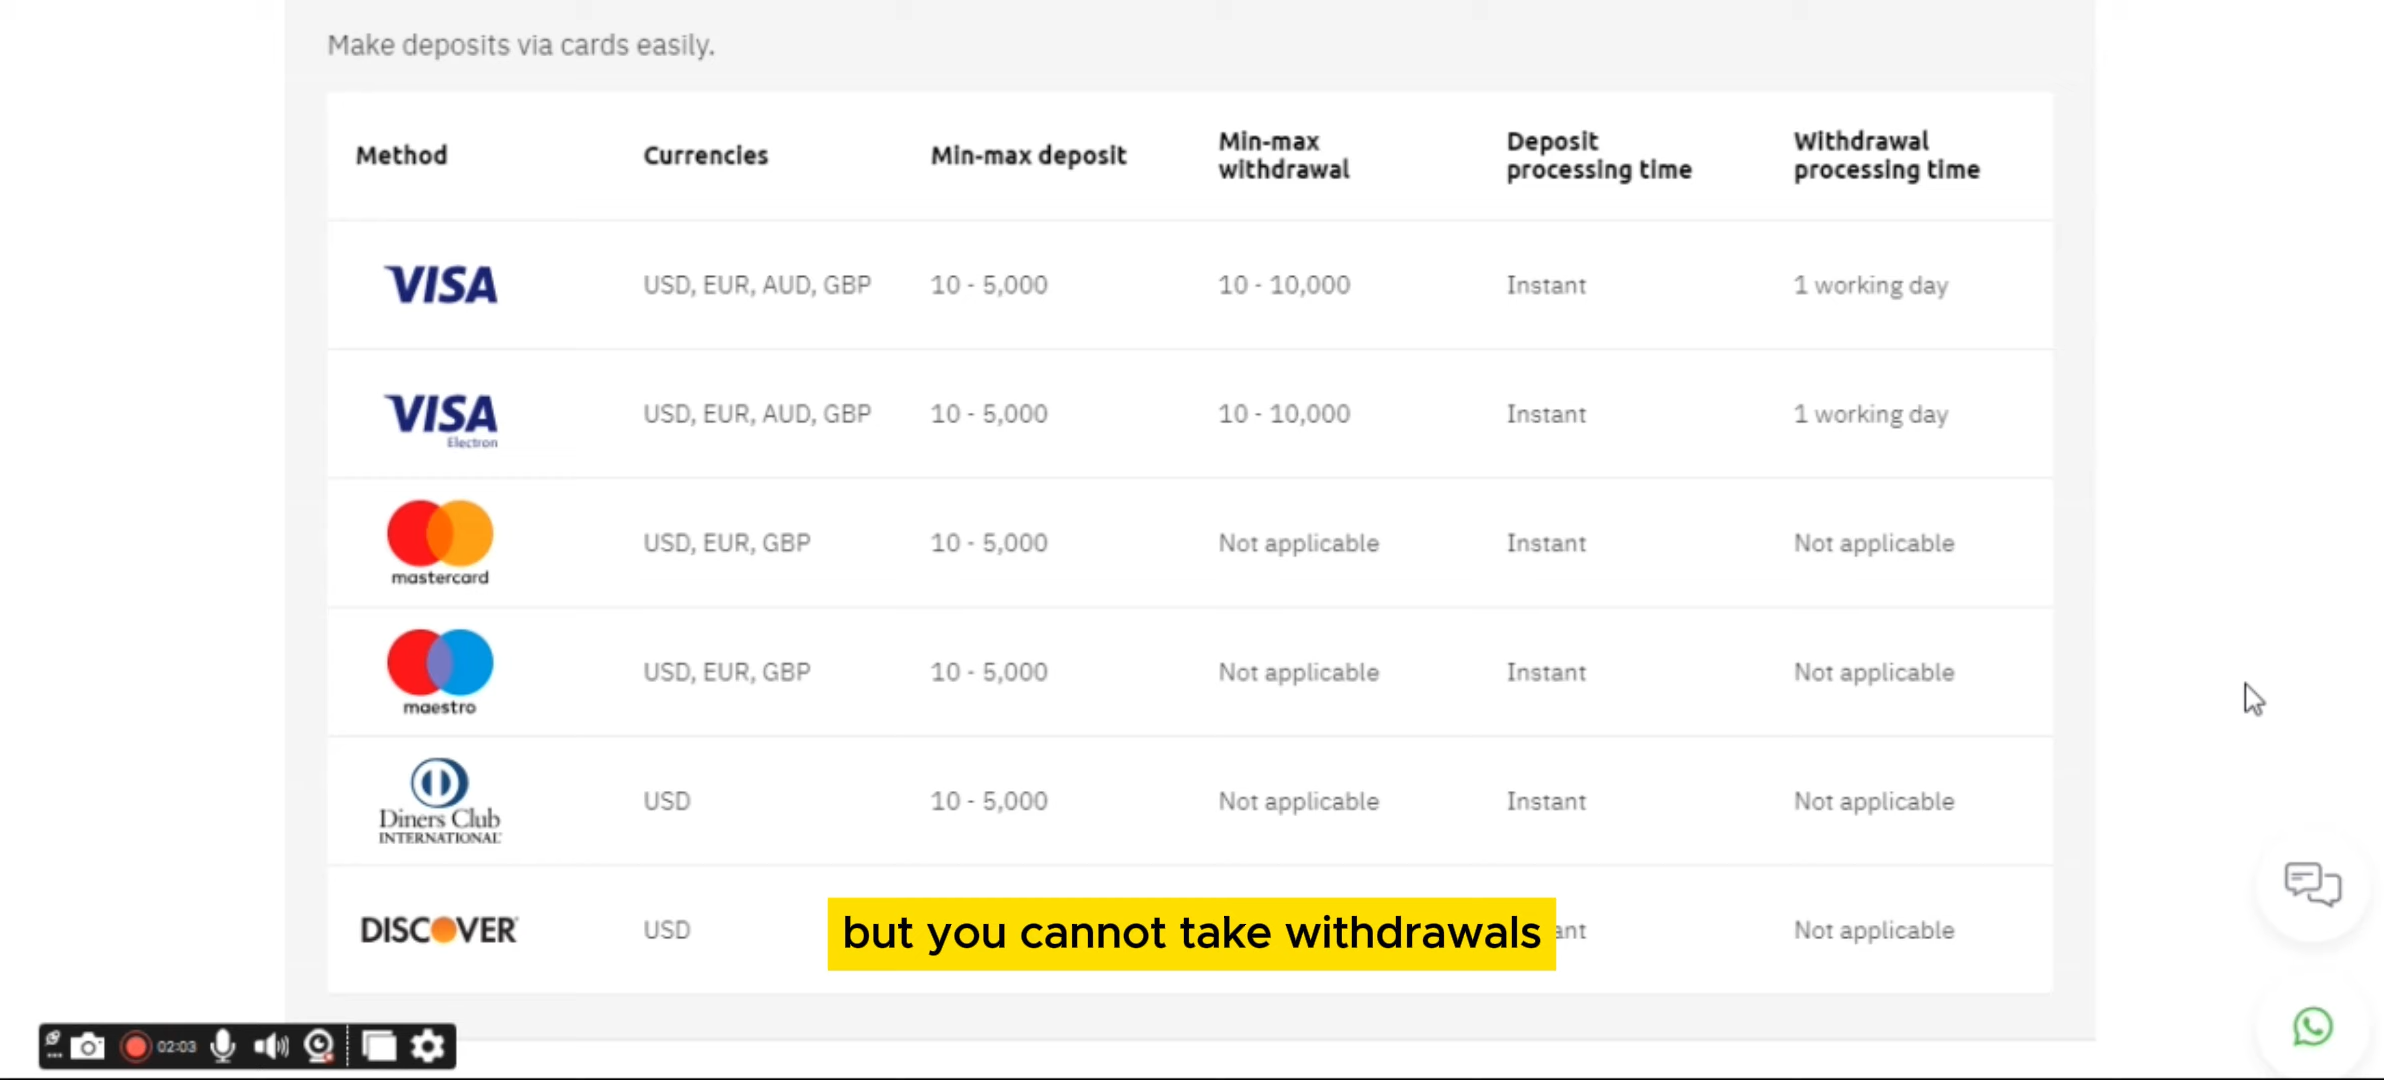 Make deposits via cards easily.
Method Currencies Min-max deposit Min-max withdrawal Deposit processing time Withdrawal processing time
VISA USD, EUR, AUD, GBP 10 - 5,000 10 - 10,000 Instant 1 working day
VISA Electron USD, EUR, AUD, GBP 10 - 5,000 10 - 10,000 Instant 1 working day
mastercard USD, EUR, GBP 10 - 5,000 Not applicable Instant Not applicable
maestro USD, EUR, GBP 10 - 5,000 Not applicable Instant Not applicable
Diners Club INTERNATIONAL USD 10 - 5,000 Not applicable Instant Not applicable
DISCOVER USD Not applicable
but you cannot take withdrawals
02:03